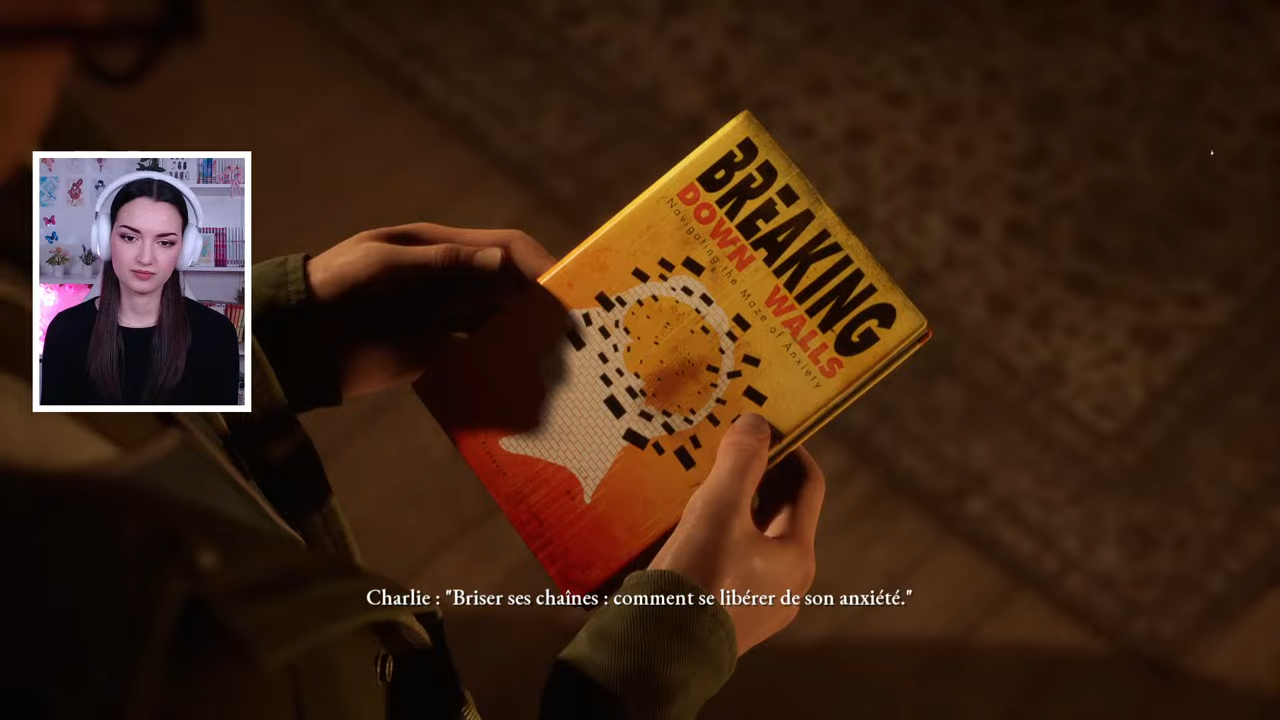 BREAKING
DOWN WALLS
Navigating the Maze of Anxiety
Charlie : "Briser ses chaînes : comment se libérer de son anxiété."